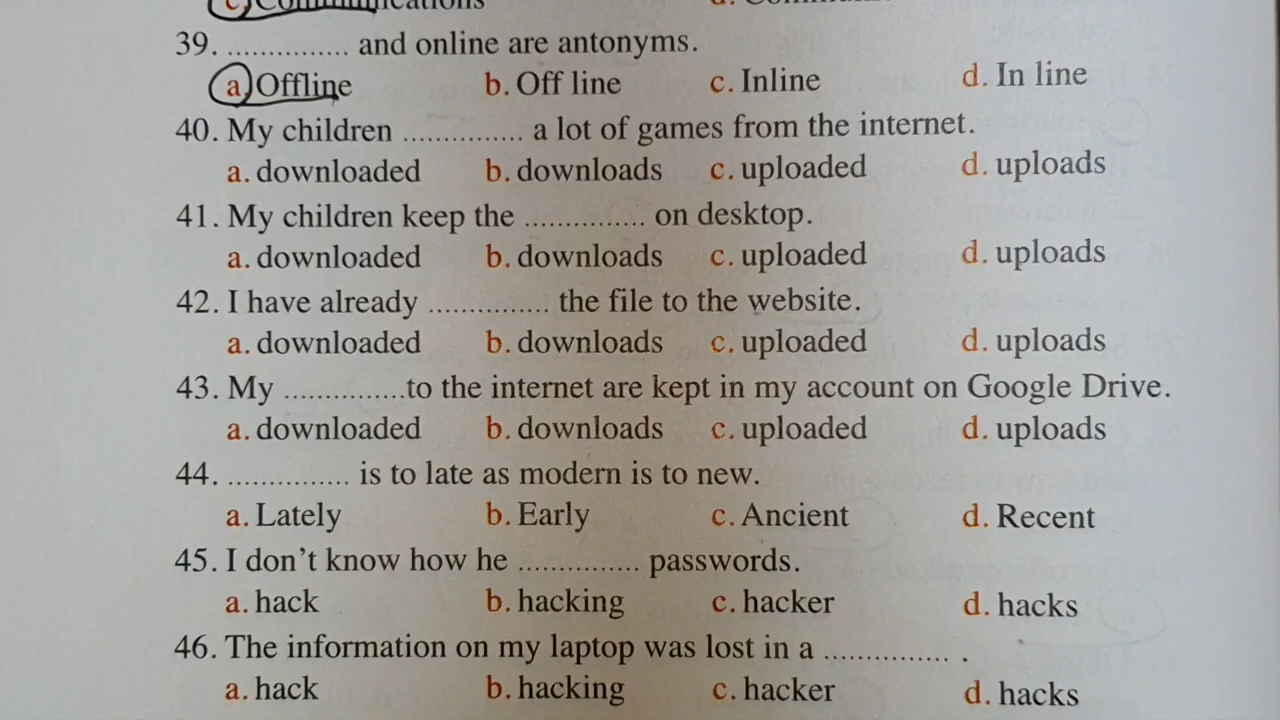 c. Communications
39. ............... and online are antonyms.
a. Offline b. Off line c. Inline d. In line
40. My children ............... a lot of games from the internet.
a. downloaded b. downloads c. uploaded d. uploads
41. My children keep the ............... on desktop.
a. downloaded b. downloads c. uploaded d. uploads
42. I have already ............... the file to the website.
a. downloaded b. downloads c. uploaded d. uploads
43. My ...............to the internet are kept in my account on Google Drive.
a. downloaded b. downloads c. uploaded d. uploads
44. ............... is to late as modern is to new.
a. Lately b. Early c. Ancient d. Recent
45. I don't know how he ............... passwords.
a. hack b. hacking c. hacker d. hacks
46. The information on my laptop was lost in a ............... .
a. hack b. hacking c. hacker d. hacks